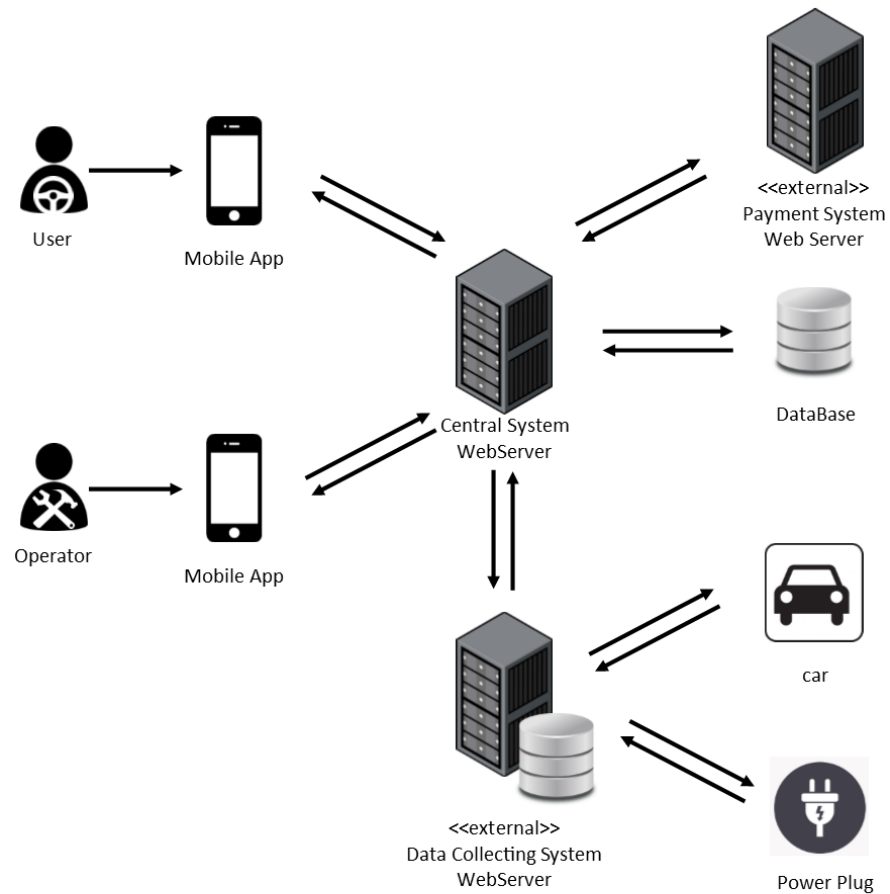 <<external>>
Payment System
Web Server
User
Mobile App
DataBase
Central System
WebServer
Operator
Mobile App
car
<<external>>
Data Collecting System
WebServer
Power Plug